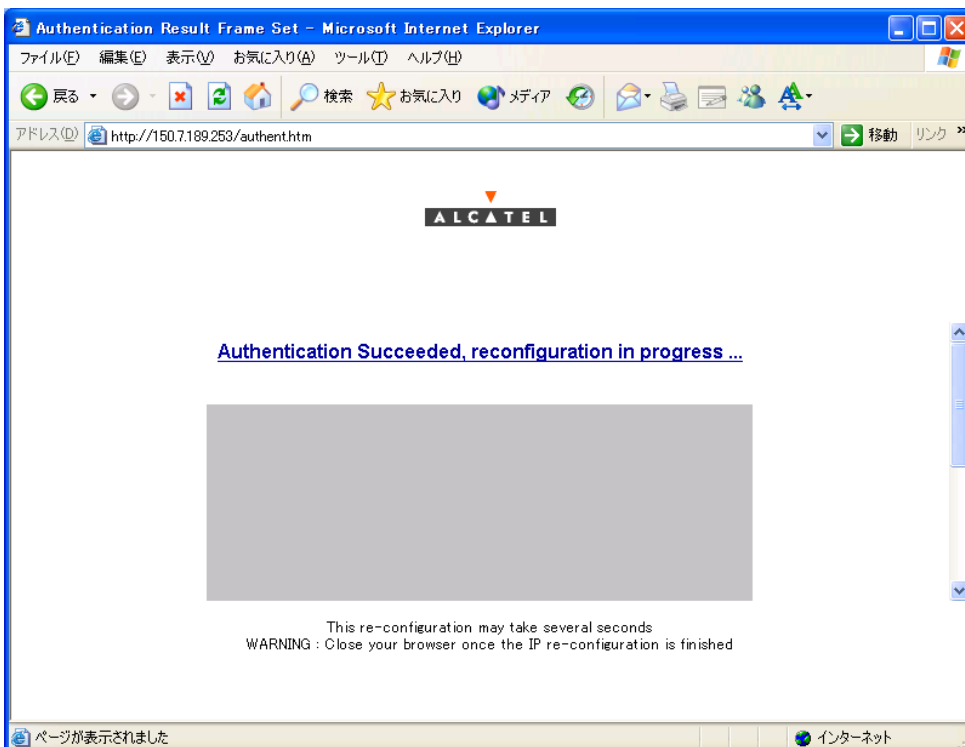 Authentication Result Frame Set - Microsoft Internet Explorer
ファイル(F) 編集(E) 表示(V) お気に入り(A) ツール(T) ヘルプ(H)
戻る 検索 お気に入り メディア
アドレス(D) http://150.7.189.253/authent.htm 移動 リンク »
ALCATEL
Authentication Succeeded, reconfiguration in progress ...
This re-configuration may take several seconds
WARNING : Close your browser once the IP re-configuration is finished
ページが表示されました インターネット